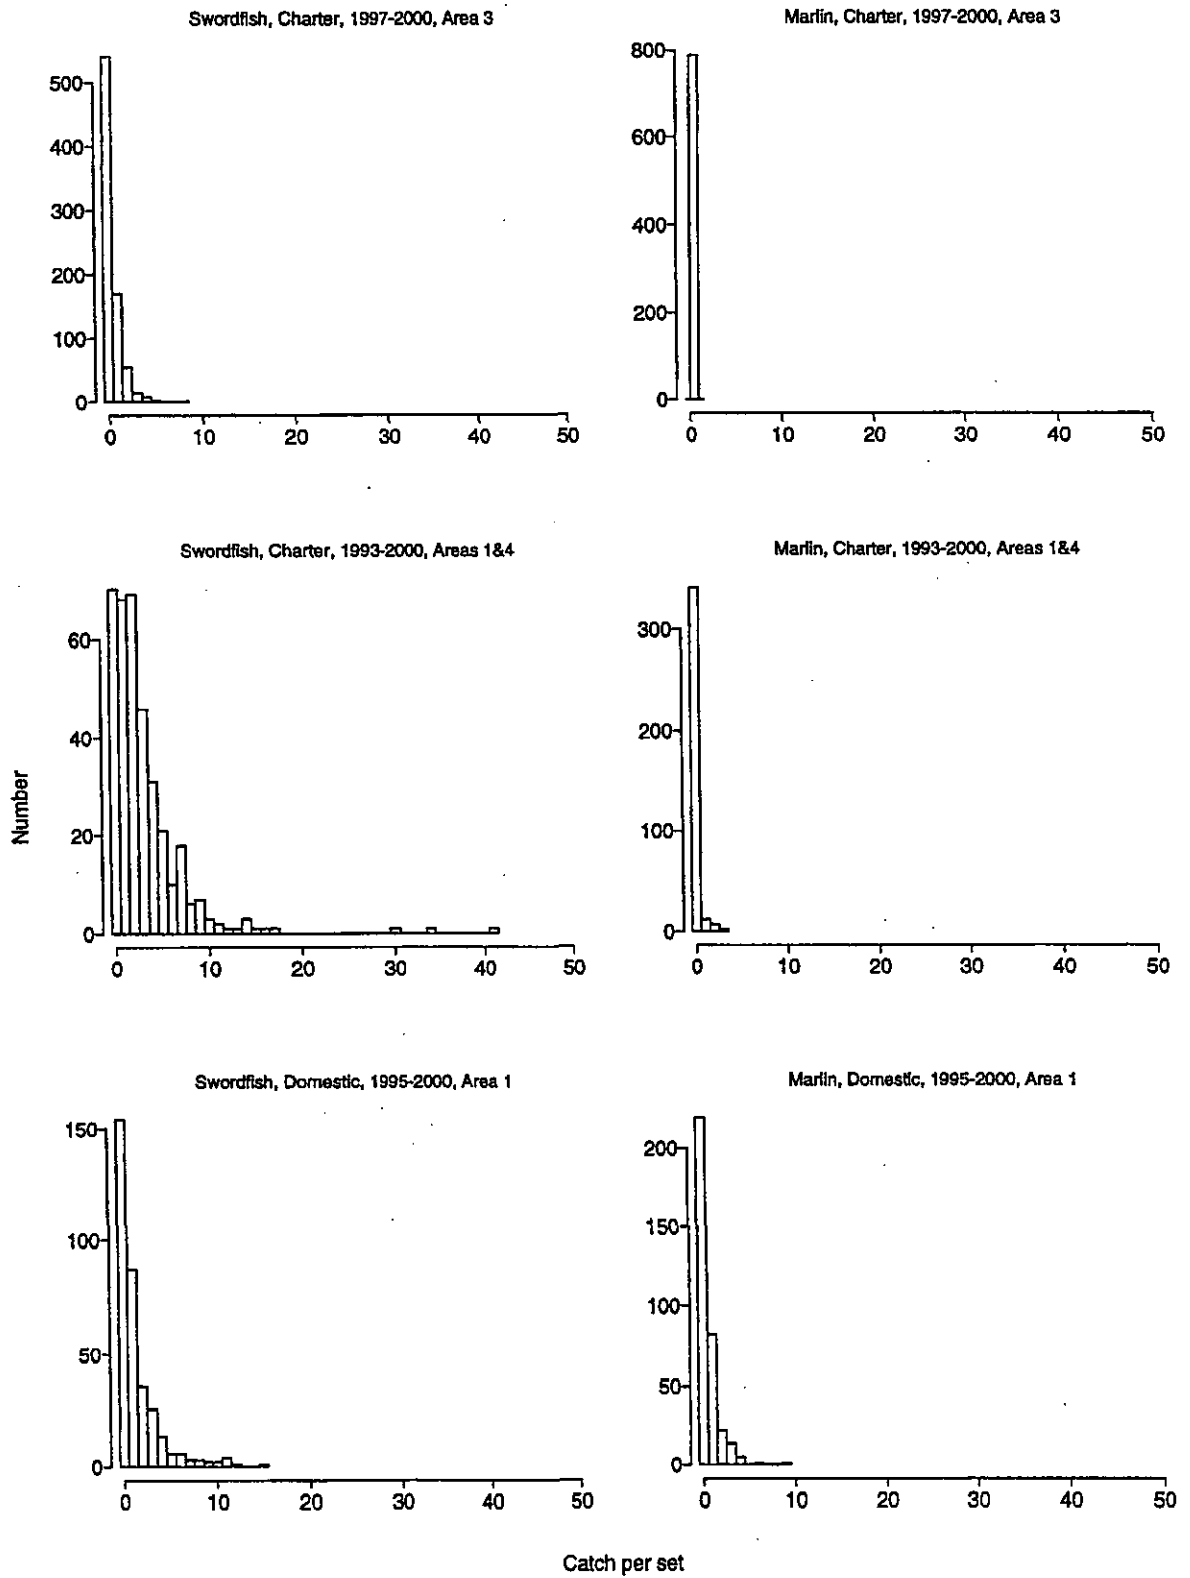 Swordfish, Charter, 1997-2000, Area 3
500
400
300
200
100
0
0 10 20 30 40 50
Marlin, Charter, 1997-2000, Area 3
800
600
400
200
0
0 10 20 30 40 50
Swordfish, Charter, 1993-2000, Areas 1&4
60
40
20
0
0 10 20 30 40 50
Marlin, Charter, 1993-2000, Areas 1&4
300
200
100
0
0 10 20 30 40 50
Number
Swordfish, Domestic, 1995-2000, Area 1
150
100
50
0
0 10 20 30 40 50
Marlin, Domestic, 1995-2000, Area 1
200
150
100
50
0
0 10 20 30 40 50
Catch per set